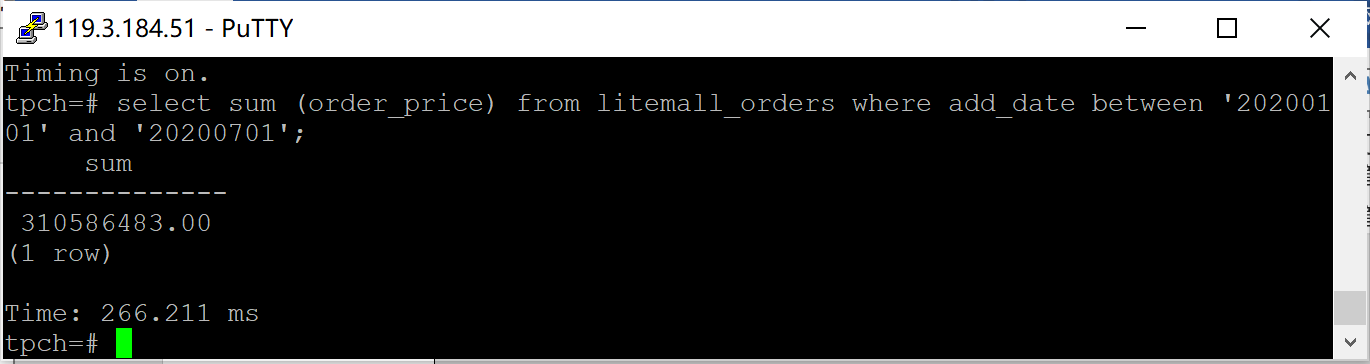 119.3.184.51 - PuTTY
Timing is on.
tpch=# select sum (order_price) from litemall_orders where add_date between '202001
01' and '20200701';
     sum
--------------
 310586483.00
(1 row)
Time: 266.211 ms
tpch=#